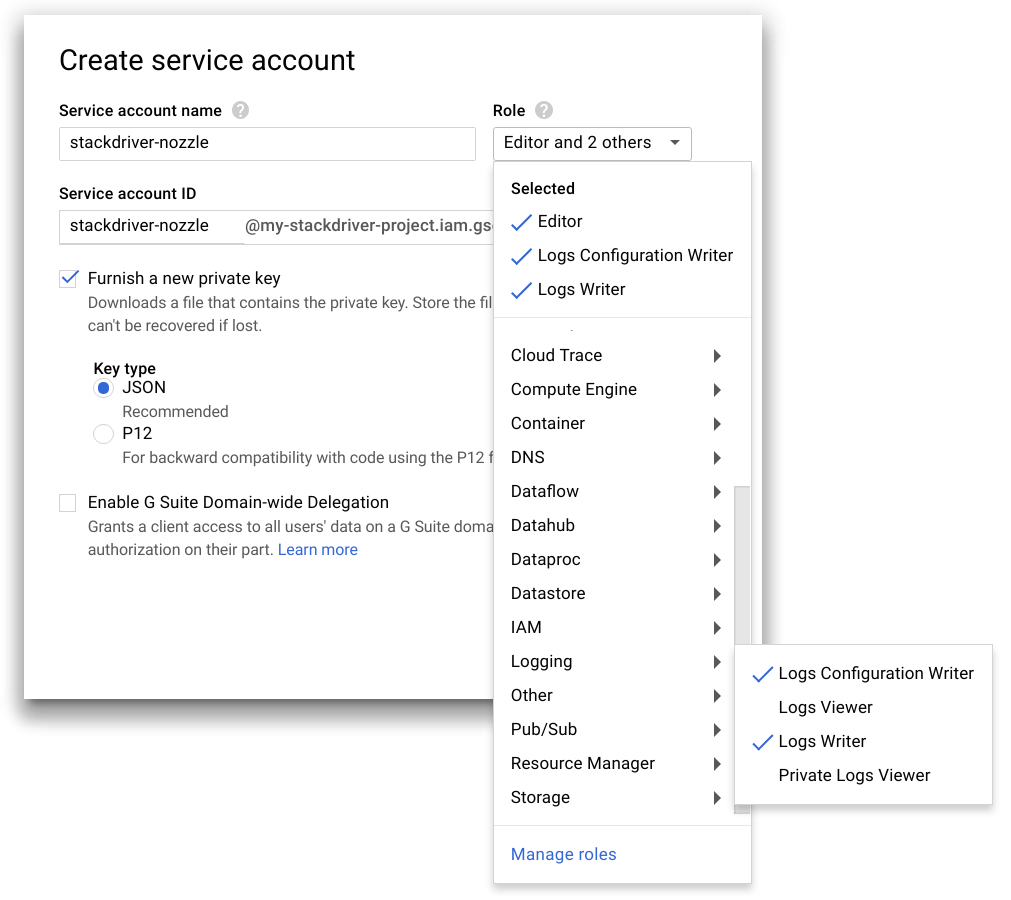 Create service account
Service account name
Role
stackdriver-nozzle
Editor and 2 others
Service account ID
stackdriver-nozzle @my-stackdriver-project.iam.gs
Furnish a new private key
Downloads a file that contains the private key. Store the fil
can't be recovered if lost.
Key type
JSON
Recommended
P12
For backward compatibility with code using the P12 f
Enable G Suite Domain-wide Delegation
Grants a client access to all users' data on a G Suite doma
authorization on their part. Learn more
Selected
Editor
Logs Configuration Writer
Logs Writer
Cloud Trace
Compute Engine
Container
DNS
Dataflow
Datahub
Dataproc
Datastore
IAM
Logging
Other
Pub/Sub
Resource Manager
Storage
Manage roles
Logs Configuration Writer
Logs Viewer
Logs Writer
Private Logs Viewer